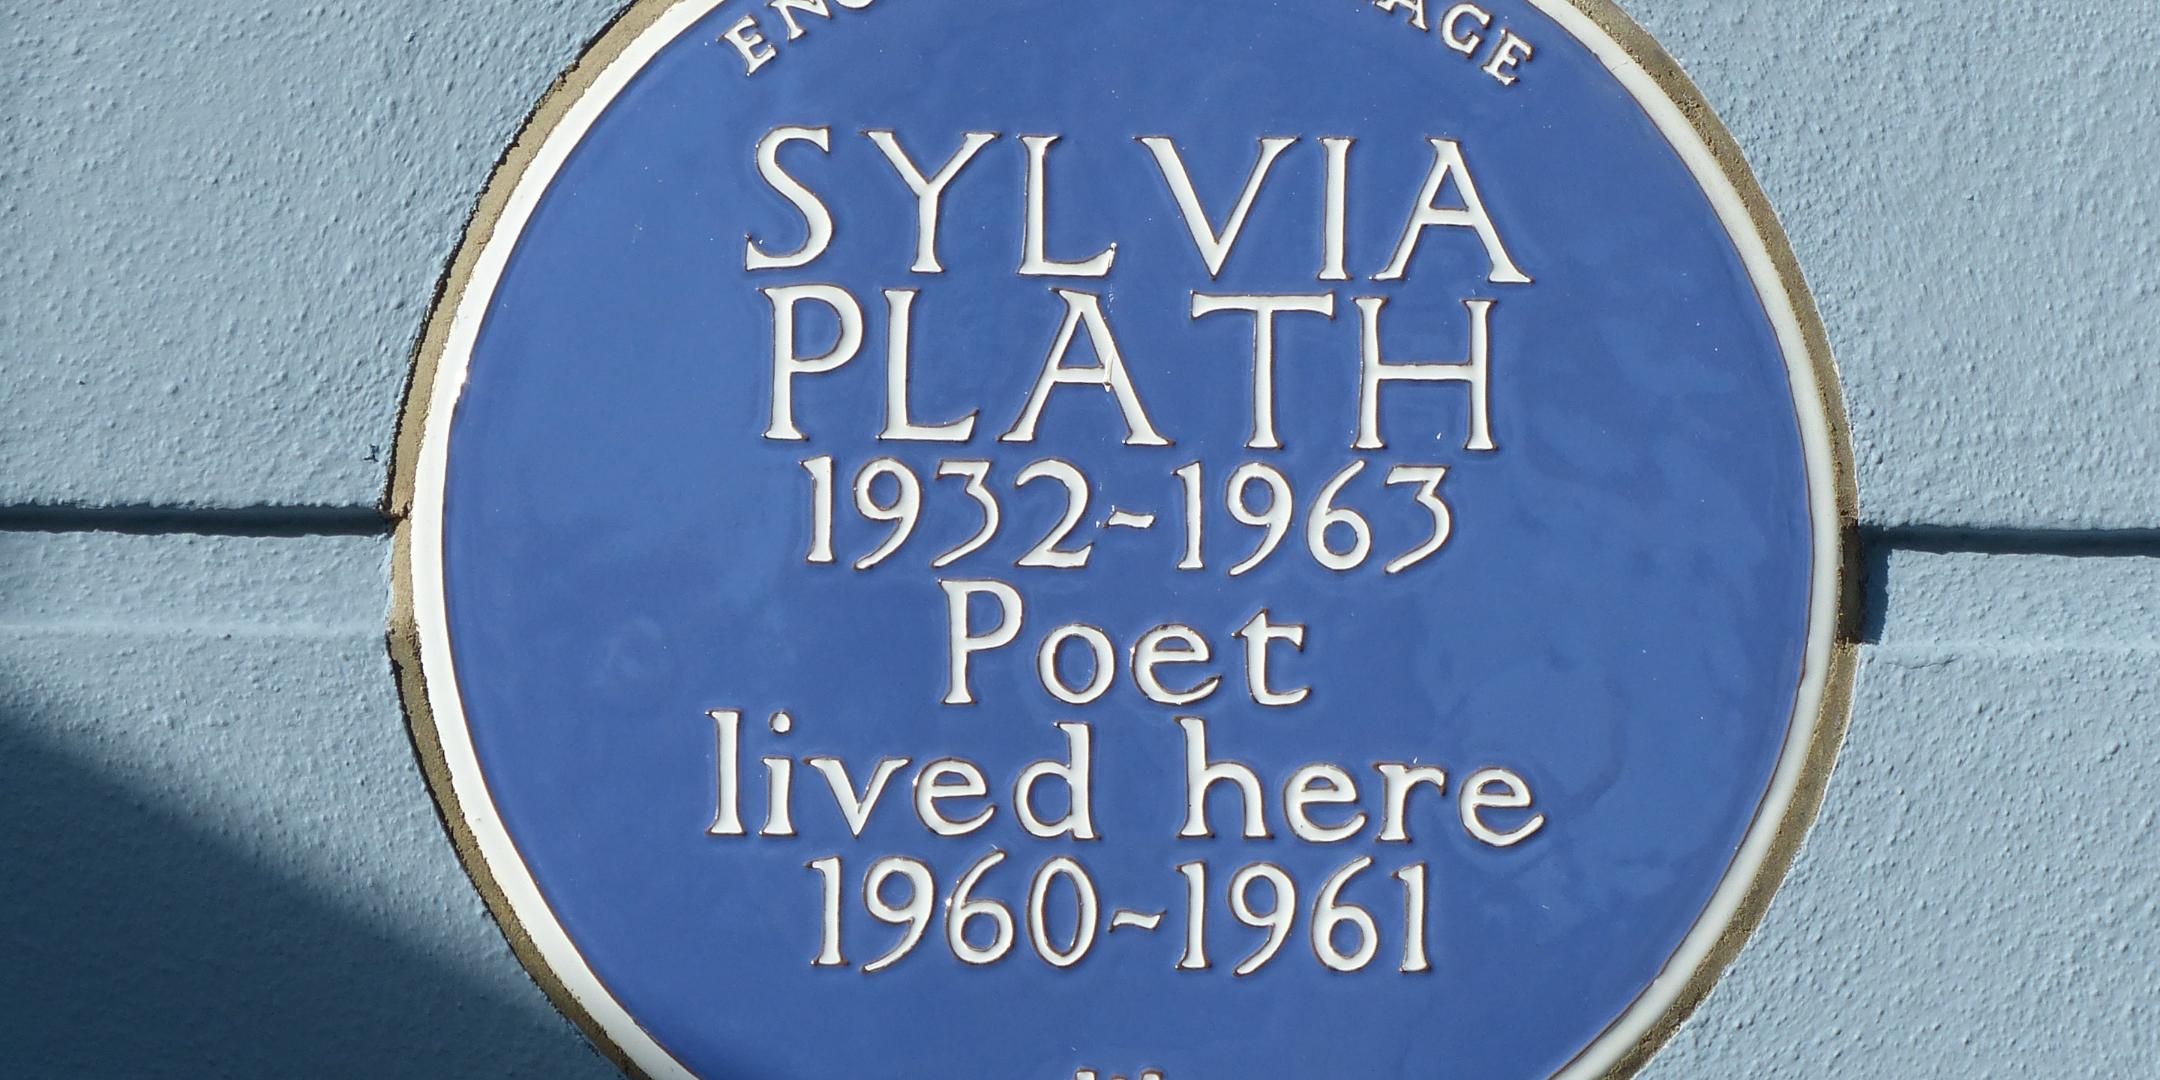 SYLVIA
PLATH
1932-1963
Poet
lived here
1960-1961